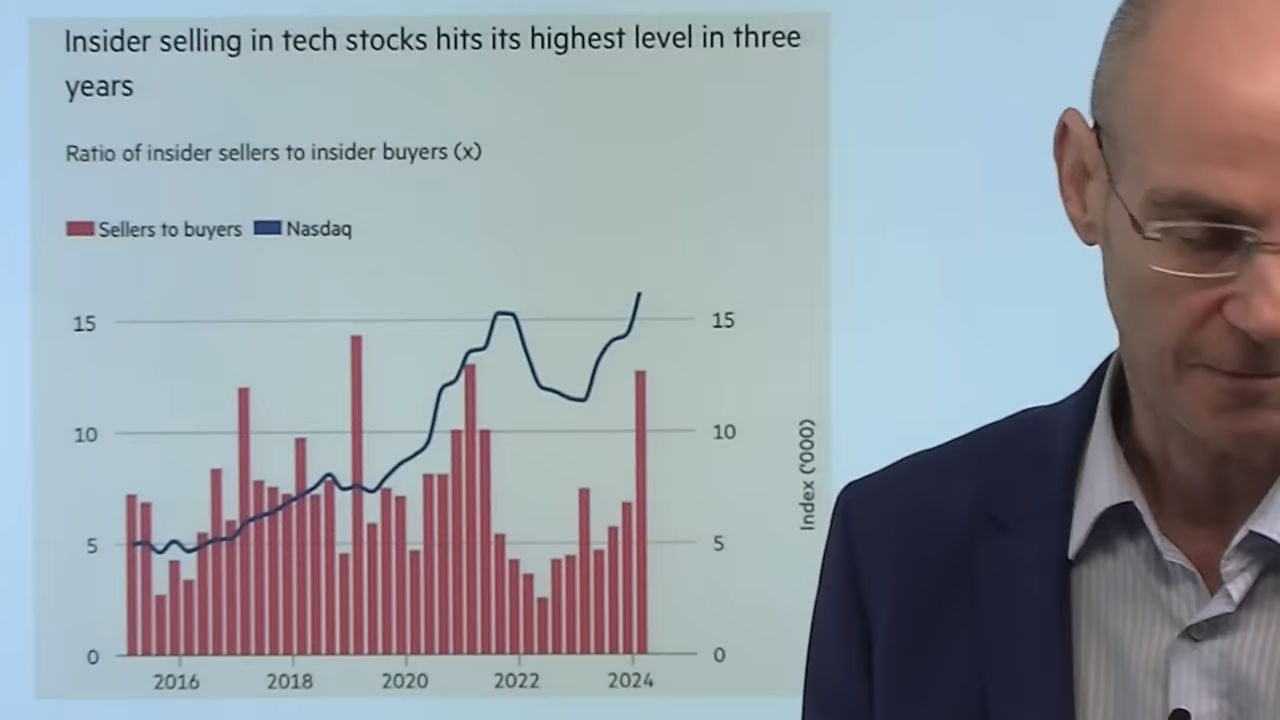 Insider selling in tech stocks hits its highest level in three
years
Ratio of insider sellers to insider buyers (x)
Sellers to buyers Nasdaq
15 15
10 10
5 5
0 0
Index ('000)
2016 2018 2020 2022 2024